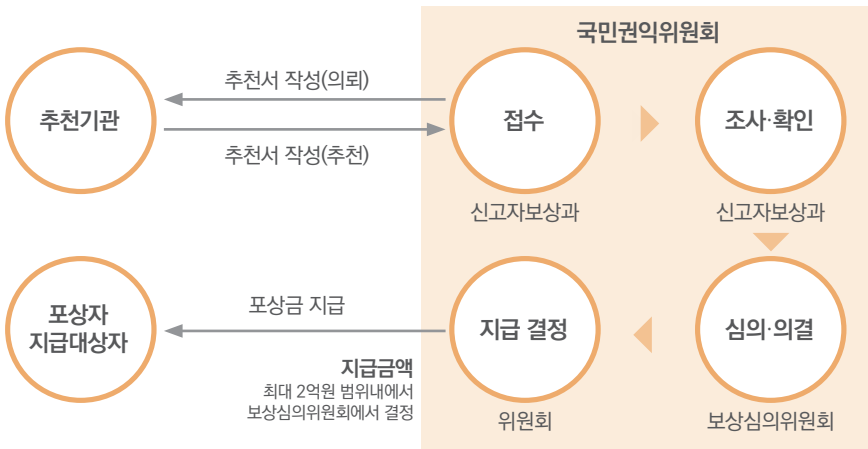 국민권익위원회
추천서 작성(의뢰)
추천기관
접수
조사·확인
추천서 작성(추천)
신고자보상과
신고자보상과
포상금 지급
포상자
지급대상자
지급 결정
심의·의결
지급금액
최대 2억원 범위내에서
보상심의위원회에서 결정
위원회
보상심의위원회